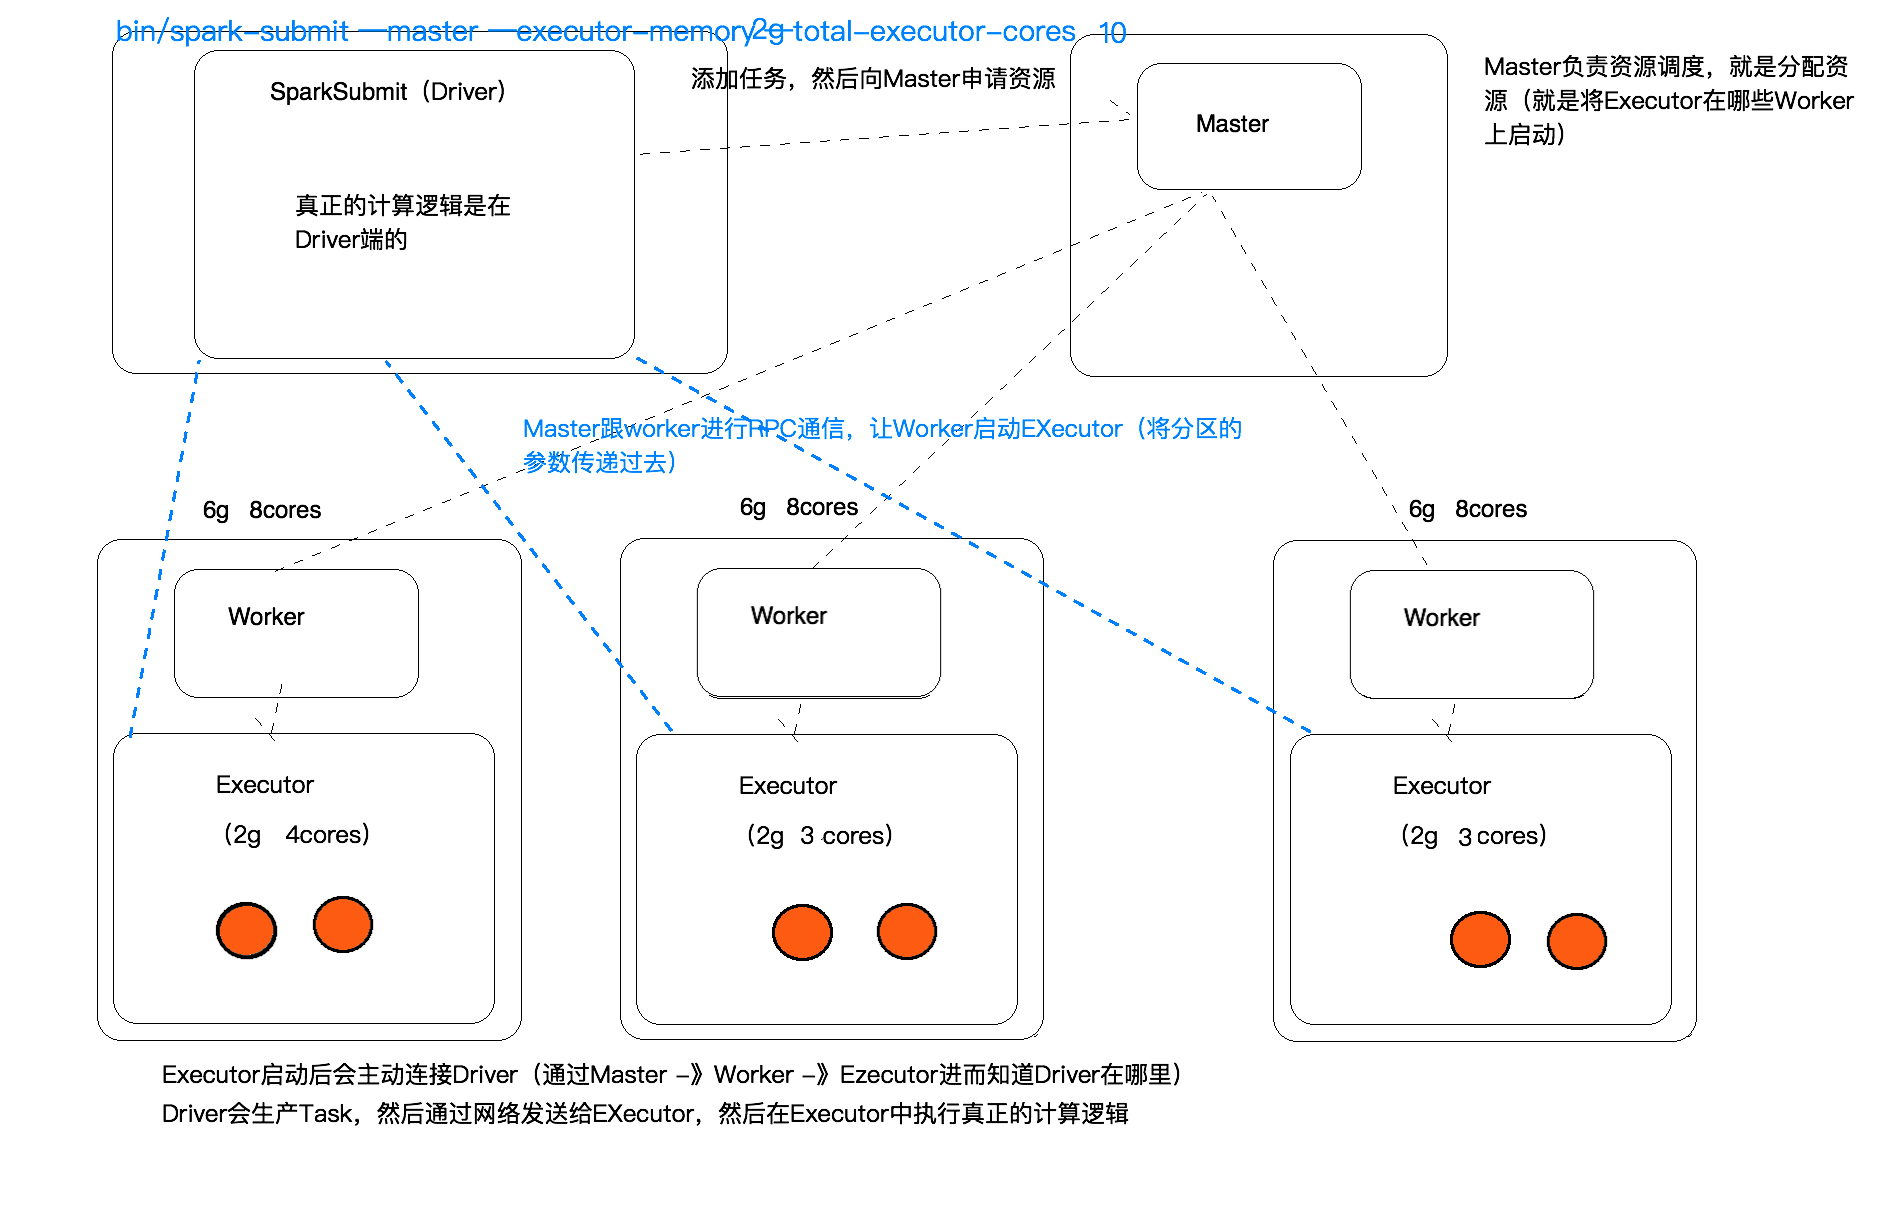 bin/spark-submit —master —executor-memory 2g — total-executor-cores 10
SparkSubmit（Driver）
真正的计算逻辑是在
Driver端的
添加任务，然后向Master申请资源
Master
Master负责资源调度，就是分配资
源（就是将Executor在哪些Worker
上启动）
Master跟worker进行RPC通信，让Worker启动EXecutor（将分区的
参数传递过去）
6g 8cores
6g 8cores
6g 8cores
Worker
Worker
Worker
Executor
（2g 4cores）
Executor
（2g 3 cores）
Executor
（2g 3 cores）
Executor启动后会主动连接Driver（通过Master -》Worker -》Ezecutor进而知道Driver在哪里）
Driver会生产Task，然后通过网络发送给EXecutor，然后在Executor中执行真正的计算逻辑